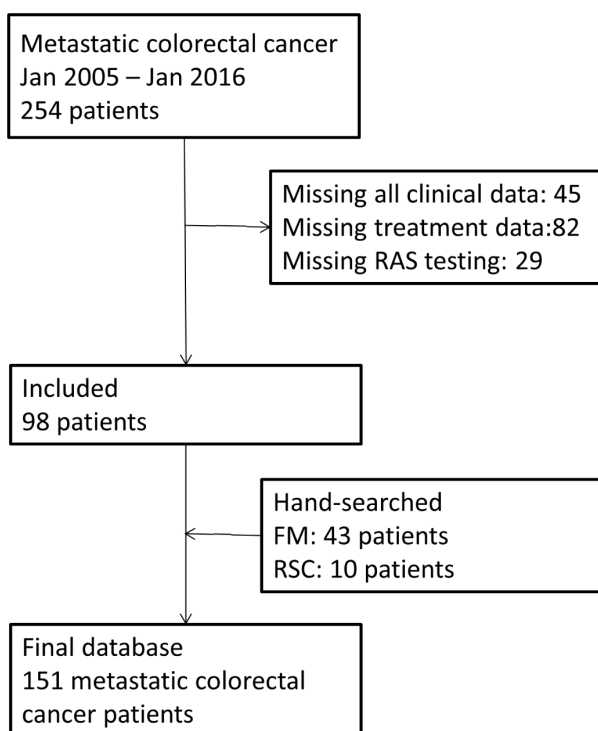 Metastatic colorectal cancer
Jan 2005 – Jan 2016
254 patients
Missing all clinical data: 45
Missing treatment data:82
Missing RAS testing: 29
Included
98 patients
Hand-searched
FM: 43 patients
RSC: 10 patients
Final database
151 metastatic colorectal
cancer patients